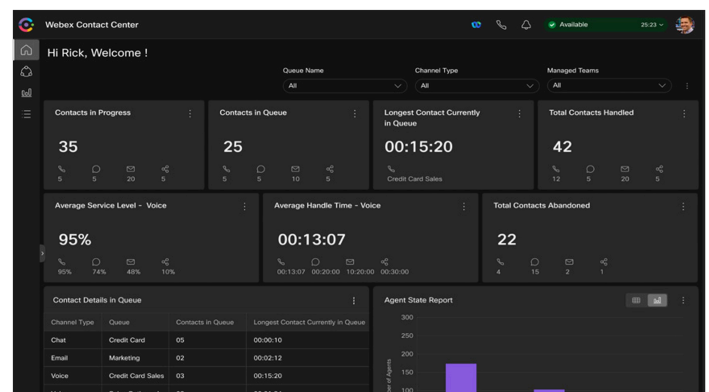 Webex Contact Center
Available 25:23
Hi Rick, Welcome !
Queue Name Channel Type Managed Teams
All All All
Contacts in Progress
35
5 5 20 5
Contacts in Queue
25
5 5 10 5
Longest Contact Currently
in Queue
00:15:20
Credit Card Sales
Total Contacts Handled
42
12 5 20 5
Average Service Level - Voice
95%
95% 74% 48% 10%
Average Handle Time - Voice
00:13:07
00:13:07 00:20:00 10:20:00 00:30:00
Total Contacts Abandoned
22
4 15 2 1
Contact Details in Queue
Channel Type Queue Contacts in Queue Longest Contact Currently in Queue
Chat Credit Card 05 00:00:10
Email Marketing 02 00:02:12
Voice Credit Card Sales 03 00:15:20
Agent State Report
300
250
200
150
100